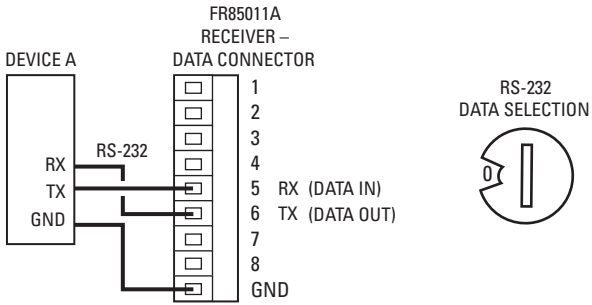 FR85011A
RECEIVER –
DATA CONNECTOR
DEVICE A
RX
TX
GND
RS-232
1
2
3
4
5 RX (DATA IN)
6 TX (DATA OUT)
7
8
GND
RS-232
DATA SELECTION
0